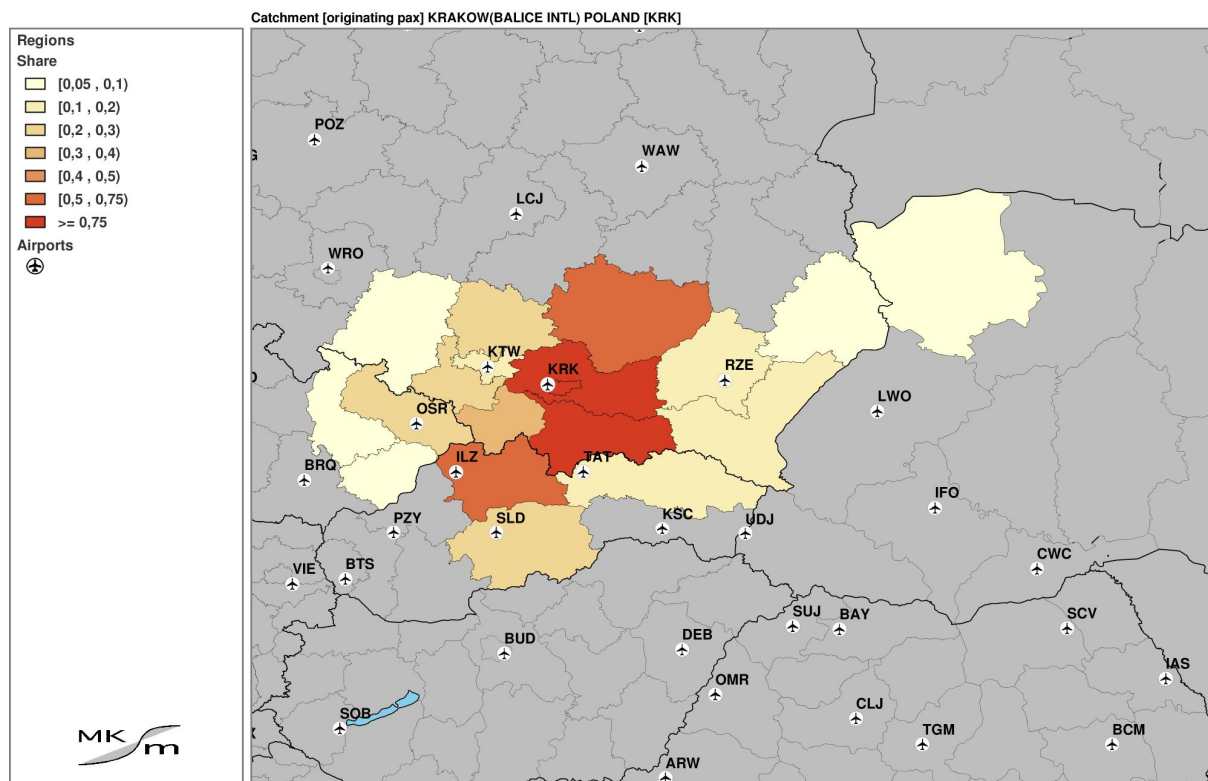 Catchment [originating pax] KRAKOW(BALICE INTL) POLAND [KRK]
Regions
Share
[0,05 , 0,1)
[0,1 , 0,2)
[0,2 , 0,3)
[0,3 , 0,4)
[0,4 , 0,5)
[0,5 , 0,75)
>= 0,75
Airports
MK
m
POZ
WAW
LCJ
WRO
KTW
KRK
RZE
OSR
LWO
BRQ
ILZ
TAT
IFO
PZY
SLD
KSC
UDJ
CWC
VIE
BTS
SUJ
BAY
SCV
BUD
DEB
IAS
OMR
SOB
CLJ
TGM
BCM
ARW